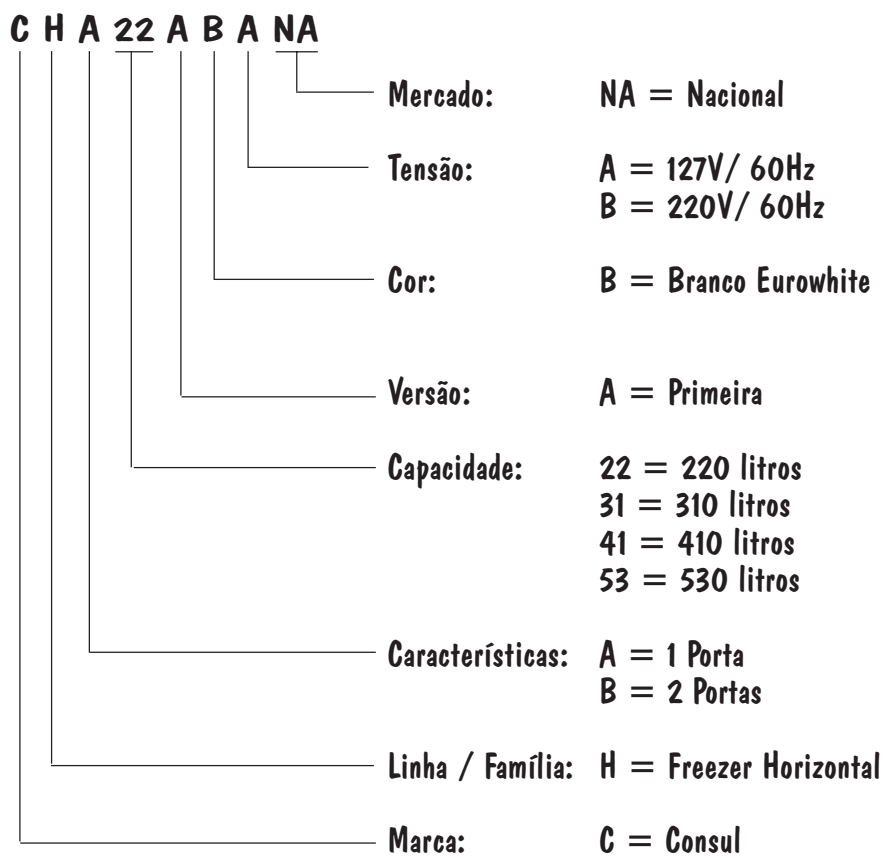 C H A 22 A B A NA
Mercado: NA = Nacional
Tensão: A = 127V/ 60Hz
B = 220V/ 60Hz
Cor: B = Branco Eurowhite
Versão: A = Primeira
Capacidade: 22 = 220 litros
31 = 310 litros
41 = 410 litros
53 = 530 litros
Características: A = 1 Porta
B = 2 Portas
Linha / Família: H = Freezer Horizontal
Marca: C = Consul